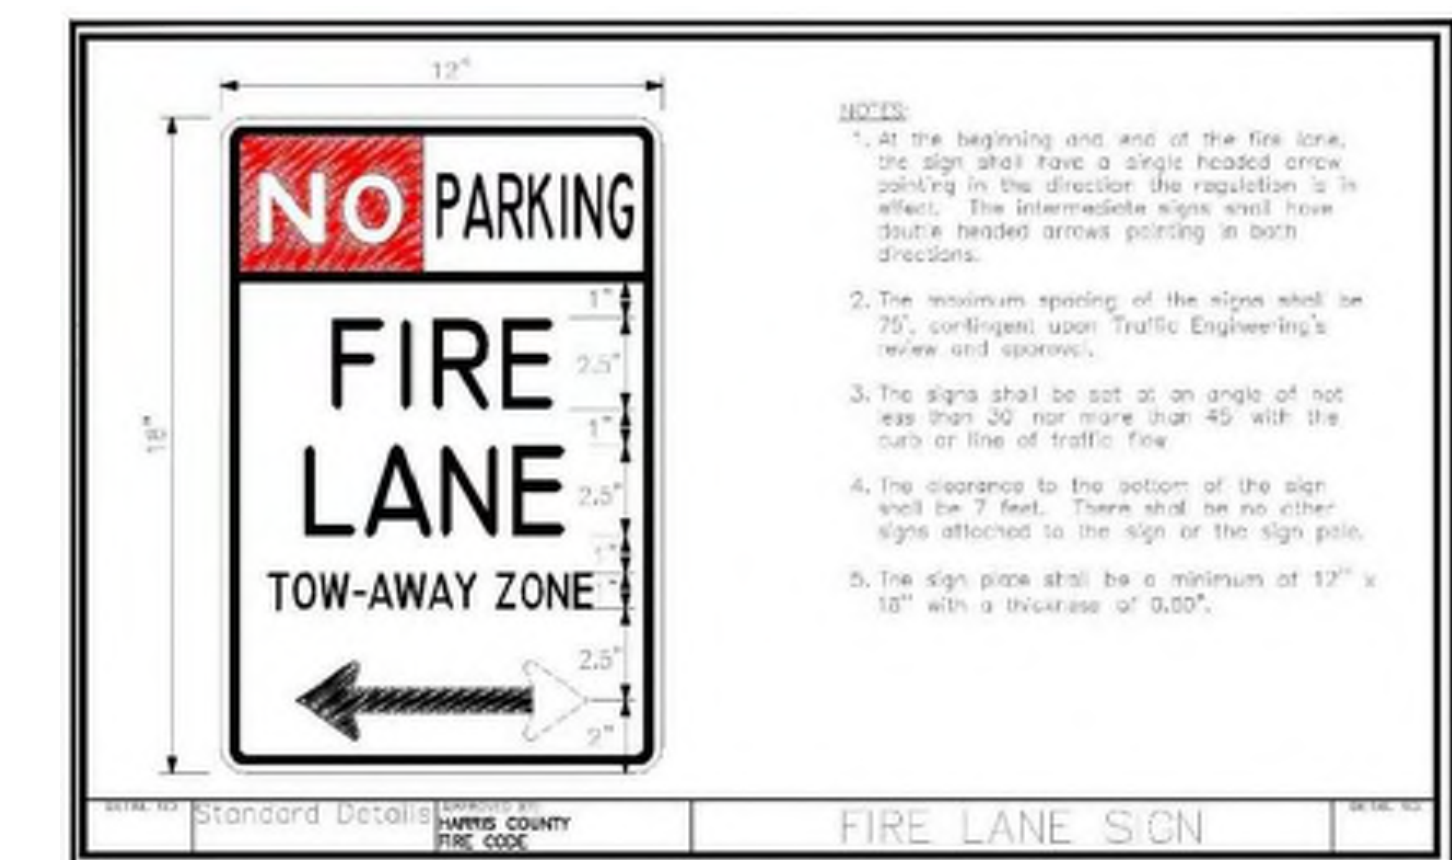 12"
18"
NO PARKING
1"
FIRE
2.5"
1"
LANE
2.5"
1"
TOW-AWAY ZONE
2.5"
2"
NOTES:
1. At the beginning and end of the fire lane,
the sign shall have a single headed arrow
pointing in the direction the regulation is in
effect. The intermediate signs shall have
double headed arrows pointing in both
directions.
2. The maximum spacing of the signs shall be
75', contingent upon Traffic Engineering's
review and approval.
3. The signs shall be set at an angle of not
less than 30 nor more than 45 with the
curb or line of traffic flow
4. The clearance to the bottom of the sign
shall be 7 feet. There shall be no other
signs attached to the sign or the sign pole.
5. The sign plate shall be a minimum of 12" x
18" with a thickness of
DETAIL NO.
Standard Details
APPROVED BY:
HARRIS COUNTY
FIRE CODE
FIRE LANE SIGN
DETAIL NO.